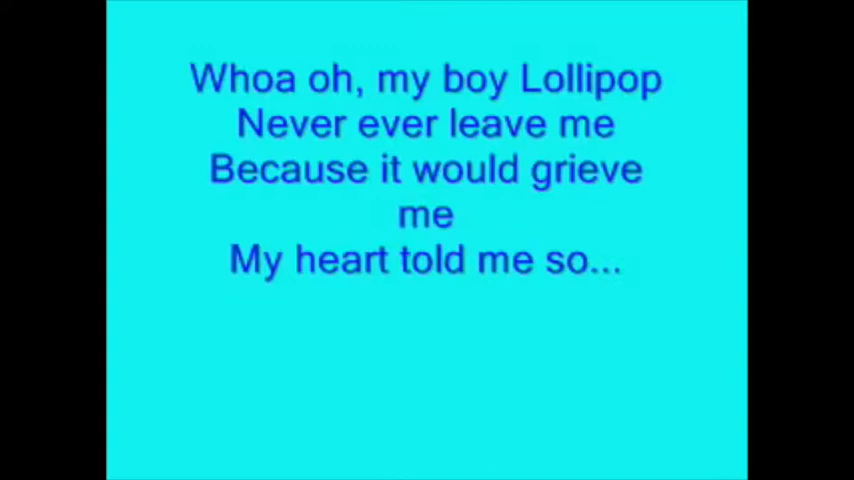 Whoa oh, my boy Lollipop
Never ever leave me
Because it would grieve
me
My heart told me so...